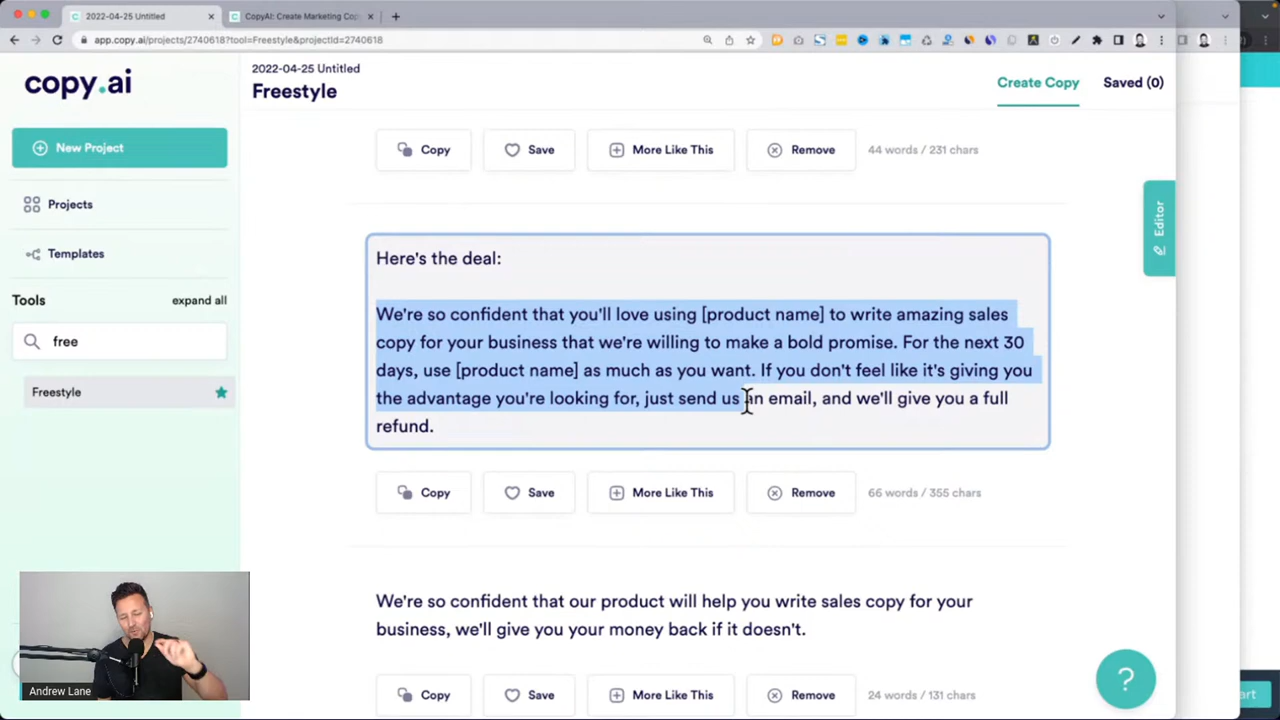 2022-04-25 Untitled
CopyAI: Create Marketing Cop
app.copy.ai/projects/2740618?tool=Freestyle&projectId=2740618
copy.ai
2022-04-25 Untitled
Freestyle
Create Copy
Saved (0)
New Project
Projects
Templates
Tools
expand all
free
Freestyle
Copy
Save
More Like This
Remove
44 words / 231 chars
Editor
Here's the deal:
We're so confident that you'll love using [product name] to write amazing sales
copy for your business that we're willing to make a bold promise. For the next 30
days, use [product name] as much as you want. If you don't feel like it's giving you
the advantage you're looking for, just send us an email, and we'll give you a full
refund.
Copy
Save
More Like This
Remove
66 words / 355 chars
We're so confident that our product will help you write sales copy for your
business, we'll give you your money back if it doesn't.
Copy
Save
More Like This
Remove
24 words / 131 chars
?
art
Andrew Lane